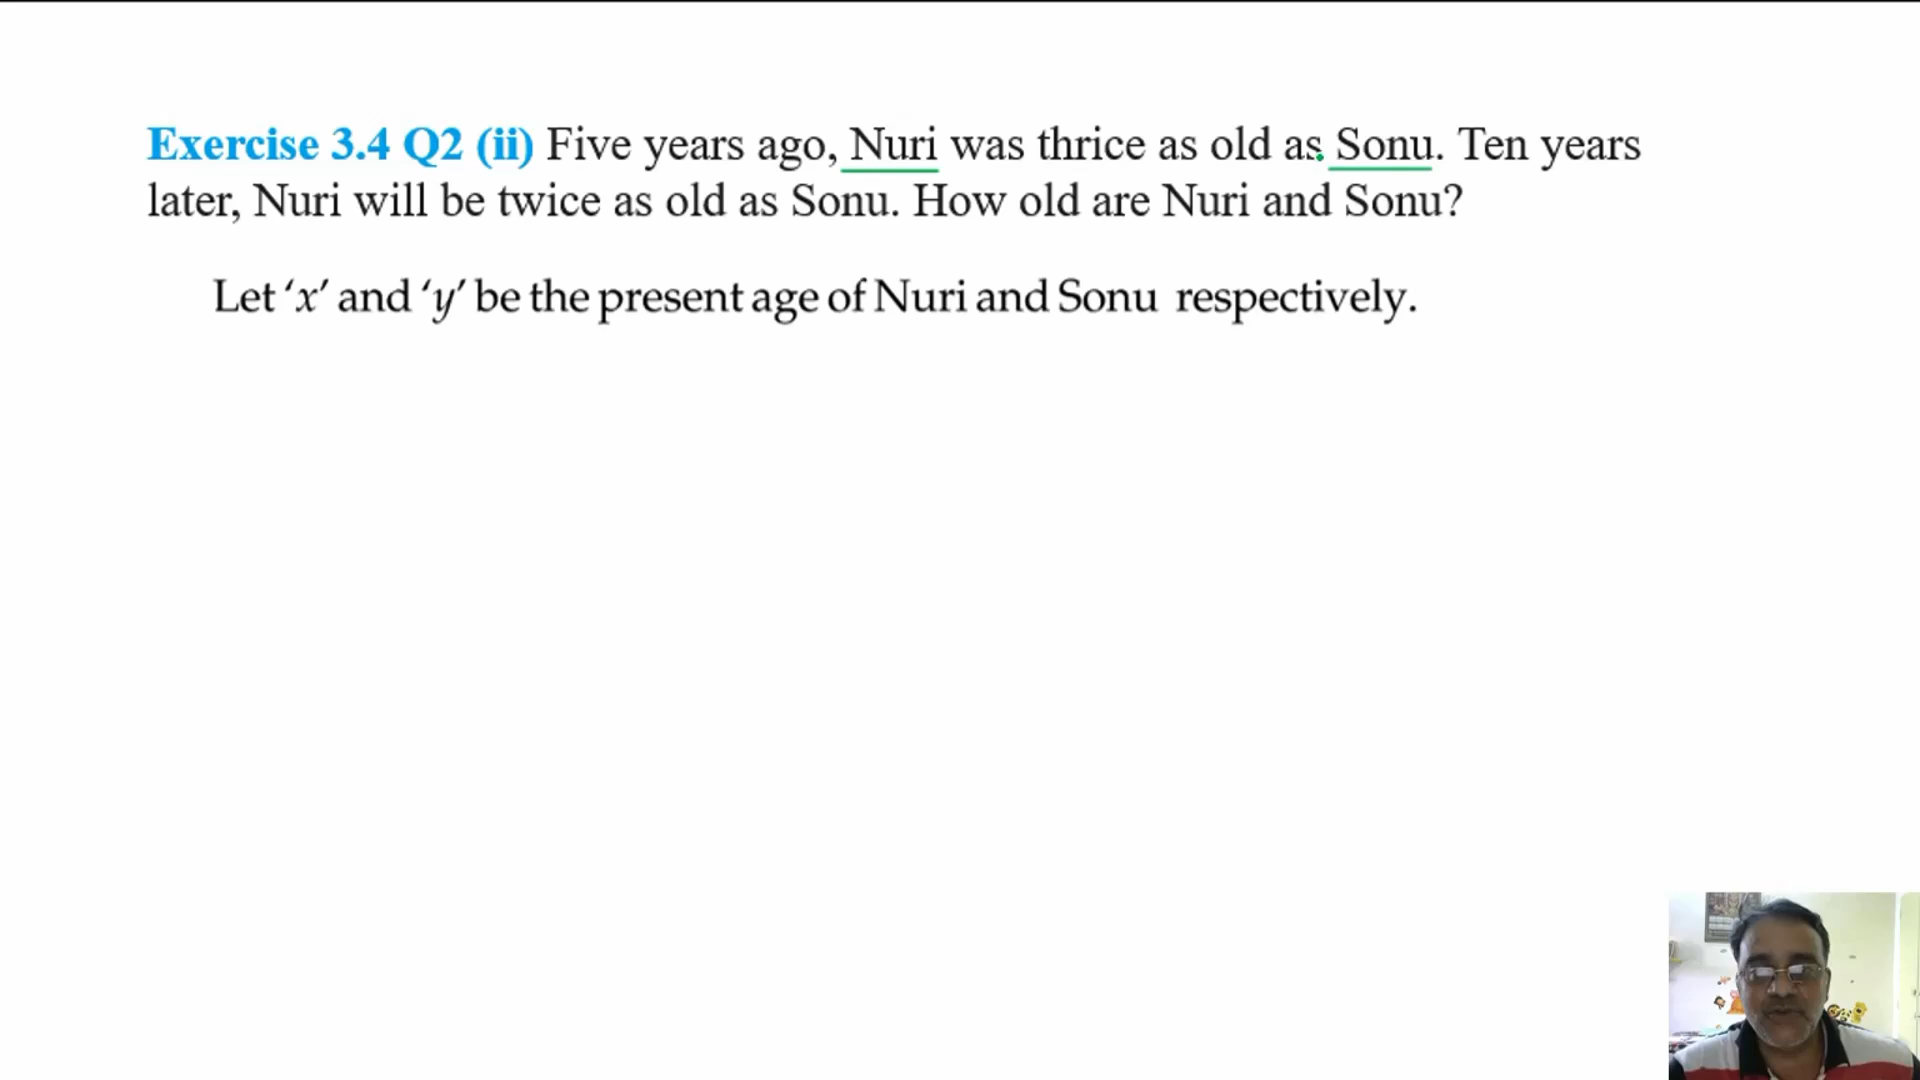 Exercise 3.4 Q2 (ii) Five years ago, Nuri was thrice as old as Sonu. Ten years
later, Nuri will be twice as old as Sonu. How old are Nuri and Sonu?
Let ‘x’ and ‘y’ be the present age of Nuri and Sonu respectively.